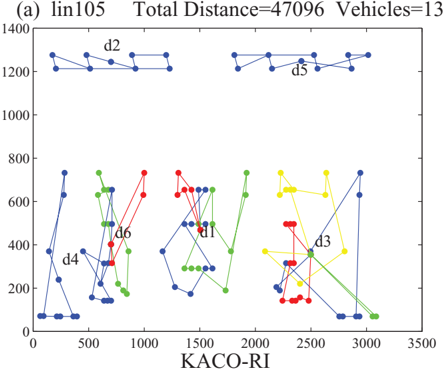 (a) lin105 Total Distance=47096 Vehicles=13
1400
d2
d5
1200
1000
800
600
d6
d1
d3
400
d4
200
0
0 500 1000 1500 2000 2500 3000 3500
KACO-RI